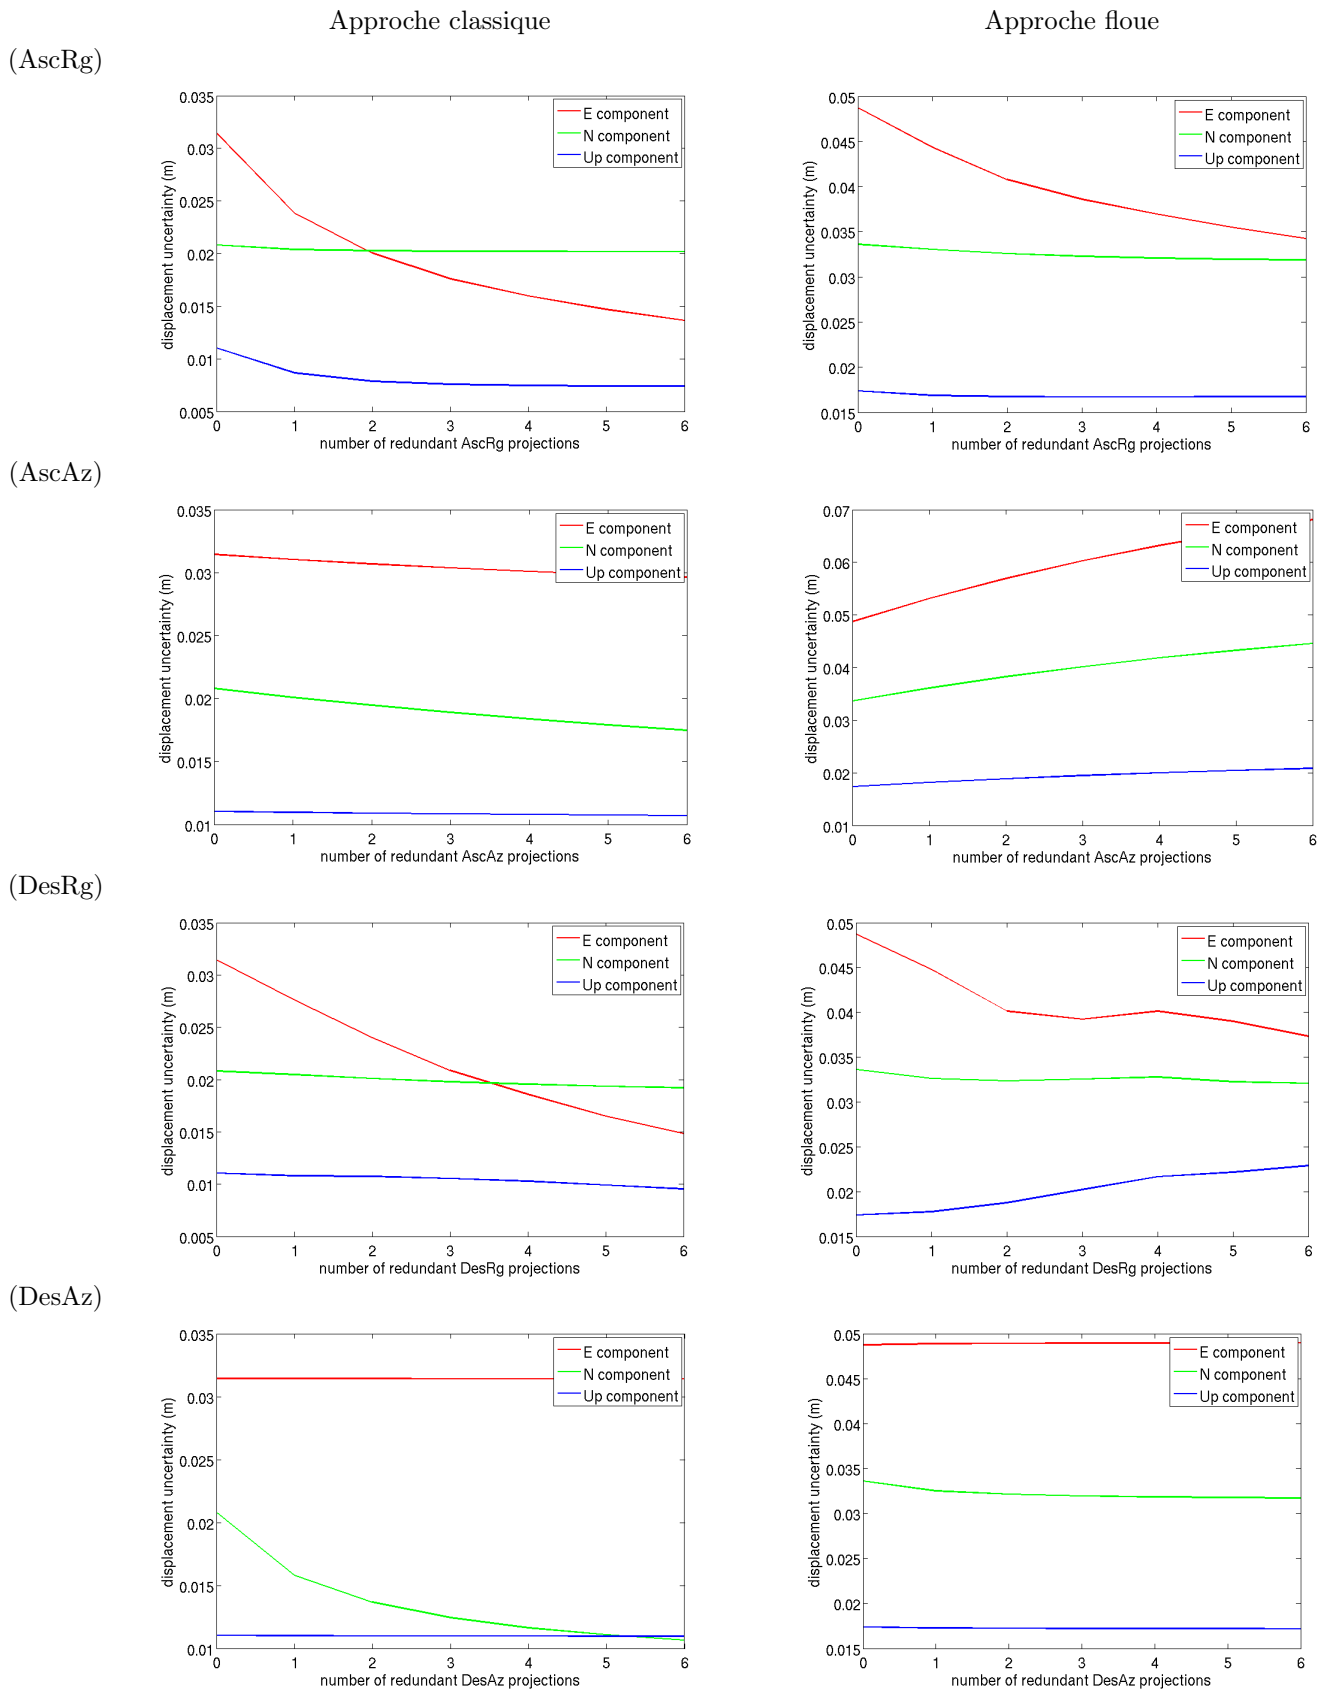 Approche classique
Approche floue
(AscRg)
0.035
0.03
0.025
0.02
0.015
0.01
0.005
displacement uncertainty (m)
E component
N component
Up component
0 1 2 3 4 5 6
number of redundant AscRg projections
0.05
0.045
0.04
0.035
0.03
0.025
0.02
0.015
displacement uncertainty (m)
E component
N component
Up component
0 1 2 3 4 5 6
number of redundant AscRg projections
(AscAz)
0.035
0.03
0.025
0.02
0.015
0.01
displacement uncertainty (m)
E component
N component
Up component
0 1 2 3 4 5 6
number of redundant AscAz projections
0.07
0.06
0.05
0.04
0.03
0.02
0.01
displacement uncertainty (m)
E component
N component
Up component
0 1 2 3 4 5 6
number of redundant AscAz projections
(DesRg)
0.035
0.03
0.025
0.02
0.015
0.01
0.005
displacement uncertainty (m)
E component
N component
Up component
0 1 2 3 4 5 6
number of redundant DesRg projections
0.05
0.045
0.04
0.035
0.03
0.025
0.02
0.015
displacement uncertainty (m)
E component
N component
Up component
0 1 2 3 4 5 6
number of redundant DesRg projections
(DesAz)
0.035
0.03
0.025
0.02
0.015
0.01
displacement uncertainty (m)
E component
N component
Up component
0 1 2 3 4 5 6
number of redundant DesAz projections
0.05
0.045
0.04
0.035
0.03
0.025
0.02
0.015
displacement uncertainty (m)
E component
N component
Up component
0 1 2 3 4 5 6
number of redundant DesAz projections